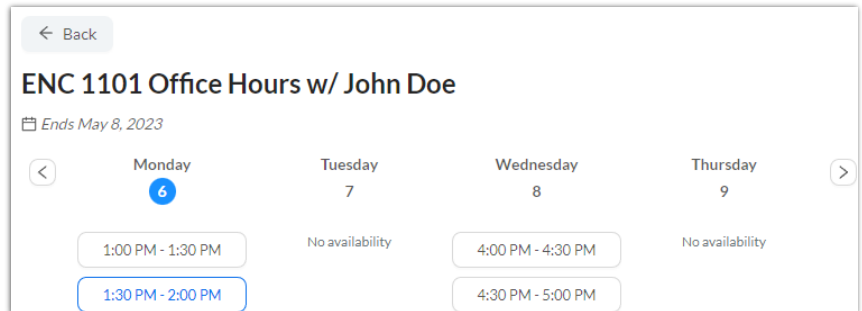 Back
ENC 1101 Office Hours w/ John Doe
Ends May 8, 2023
Monday Tuesday Wednesday Thursday
6 7 8 9
1:00 PM - 1:30 PM No availability 4:00 PM - 4:30 PM No availability
1:30 PM - 2:00 PM 4:30 PM - 5:00 PM